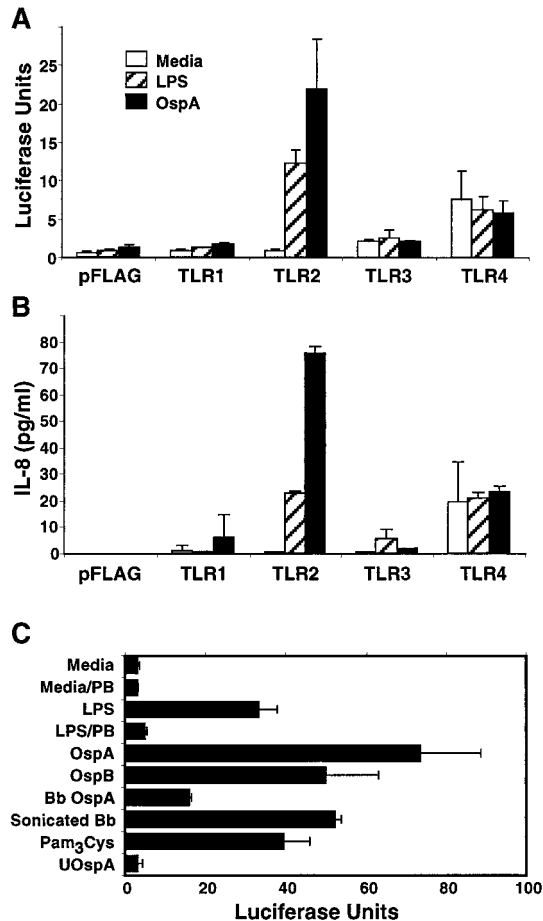 A
Luciferase Units
25
20
15
10
5
0
Media
LPS
OspA
pFLAG TLR1 TLR2 TLR3 TLR4
B
IL-8 (pg/ml)
80
70
60
50
40
30
20
10
0
pFLAG TLR1 TLR2 TLR3 TLR4
C
Media
Media/PB
LPS
LPS/PB
OspA
OspB
Bb OspA
Sonicated Bb
Pam3Cys
UOspA
0 20 40 60 80 100
Luciferase Units